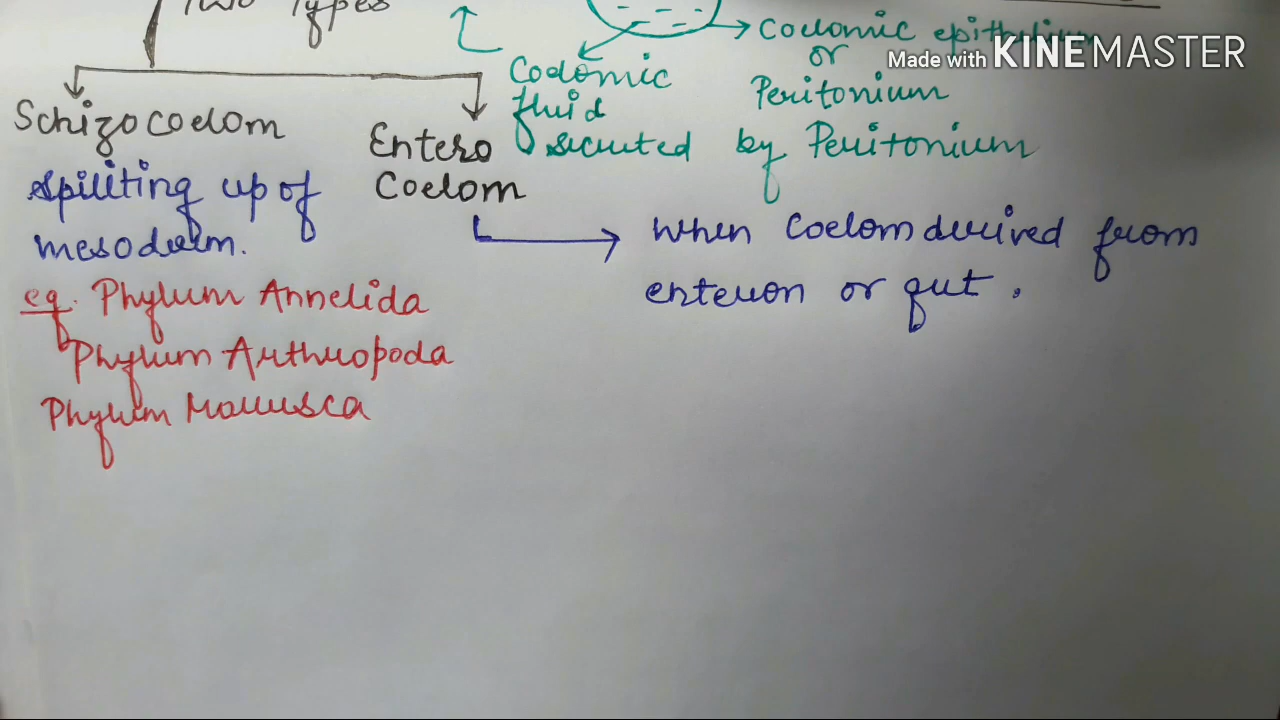 Two Types
Coelomic epithelium
or
Peritonium
Made with KINEMASTER
Coelomic
fluid
secreted by Peritonium
Schizocoelom
Entero
Coelom
Spiliting up of
mesoderm.
When Coelom derived from
enteron or gut.
eg. Phylum Annelida
Phylum Arthropoda
Phylum Mollusca